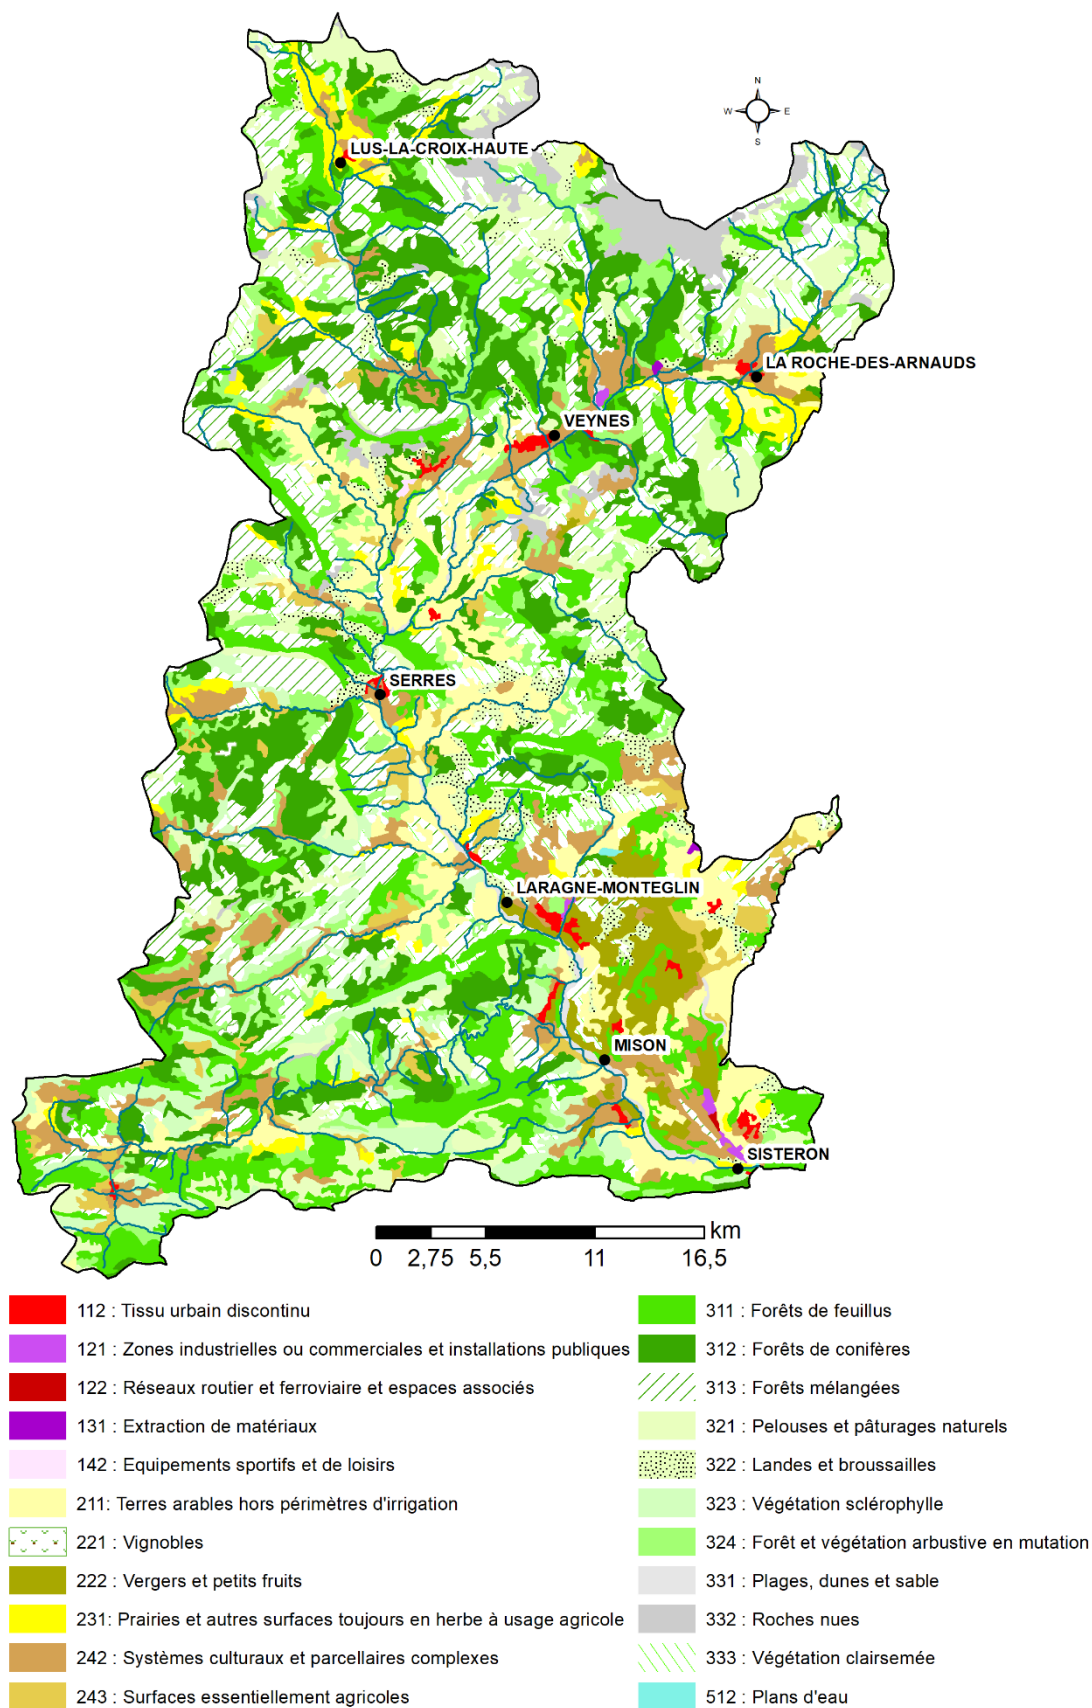 N
W E
S
LUS-LA-CROIX-HAUTE
LA ROCHE-DES-ARNAUDS
VEYNES
SERRES
LARAGNE-MONTEGLIN
MISON
SISTERON
km
0 2,75 5,5 11 16,5
112 : Tissu urbain discontinu
121 : Zones industrielles ou commerciales et installations publiques
122 : Réseaux routier et ferroviaire et espaces associés
131 : Extraction de matériaux
142 : Equipements sportifs et de loisirs
211: Terres arables hors périmètres d'irrigation
221 : Vignobles
222 : Vergers et petits fruits
231: Prairies et autres surfaces toujours en herbe à usage agricole
242 : Systèmes culturaux et parcellaires complexes
243 : Surfaces essentiellement agricoles
311 : Forêts de feuillus
312 : Forêts de conifères
313 : Forêts mélangées
321 : Pelouses et pâturages naturels
322 : Landes et broussailles
323 : Végétation sclérophylle
324 : Forêt et végétation arbustive en mutation
331 : Plages, dunes et sable
332 : Roches nues
333 : Végétation clairsemée
512 : Plans d'eau